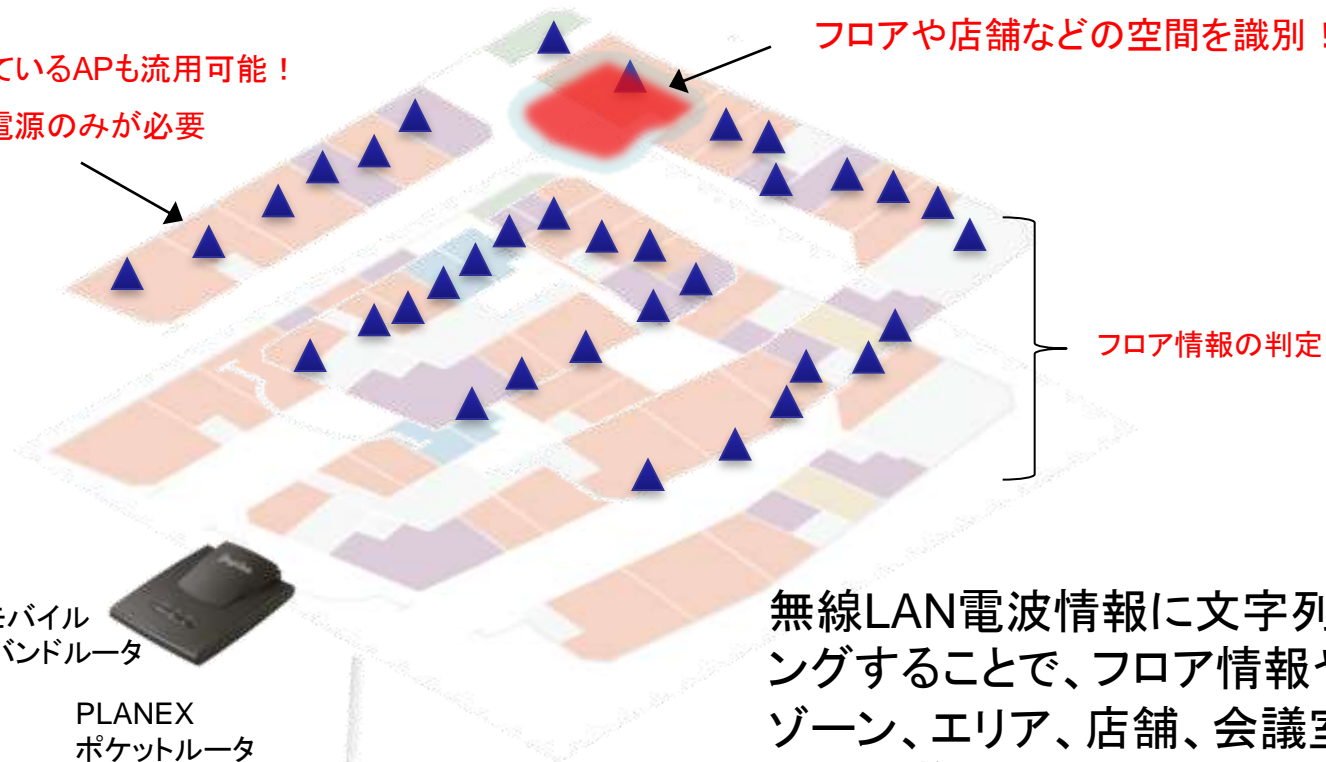 フロアや店舗などの空間を識別！
ているAPも流用可能！
電源のみが必要
フロア情報の判定
モバイル
バンドルータ
PLANEX
ポケットルータ
無線LAN電波情報に文字列
ングすることで、フロア情報や
ゾーン、エリア、店舗、会議室